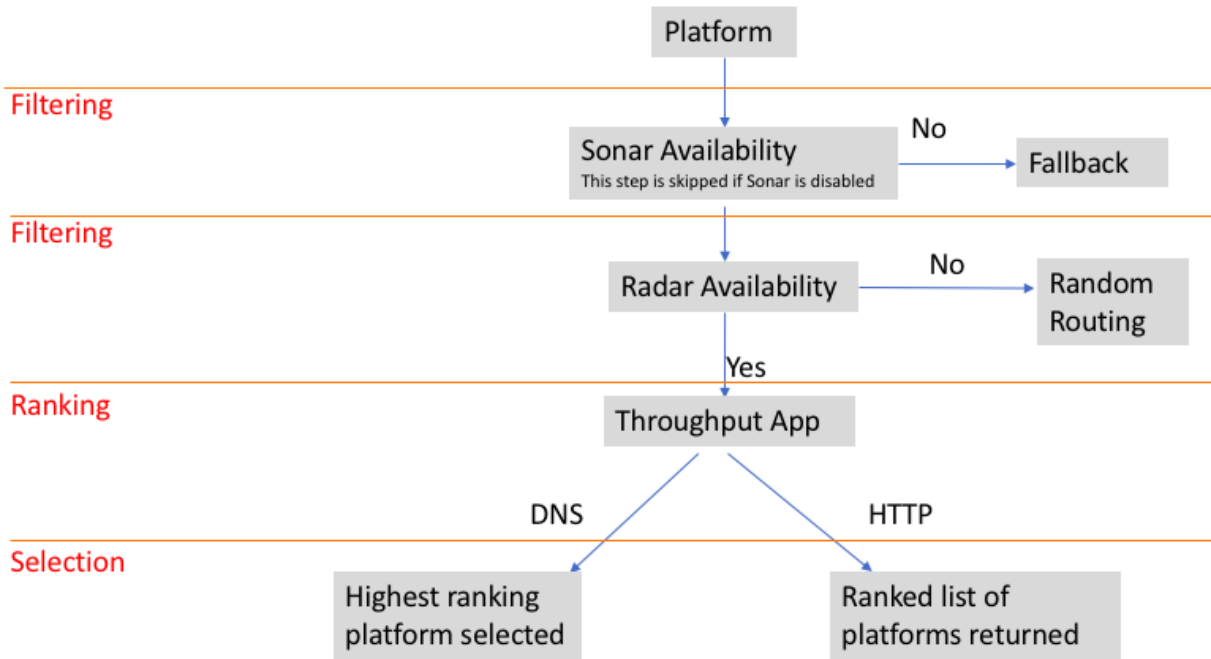 Platform
Filtering
No
Sonar Availability
This step is skipped if Sonar is disabled
Fallback
Filtering
No
Radar Availability
Random
Routing
Yes
Ranking
Throughput App
DNS
HTTP
Selection
Highest ranking
platform selected
Ranked list of
platforms returned